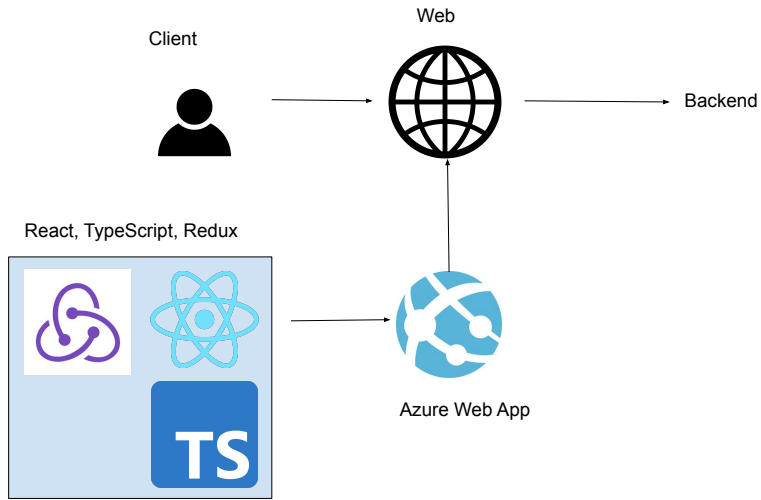 Web
Client
Backend
React, TypeScript, Redux
TS
Azure Web App